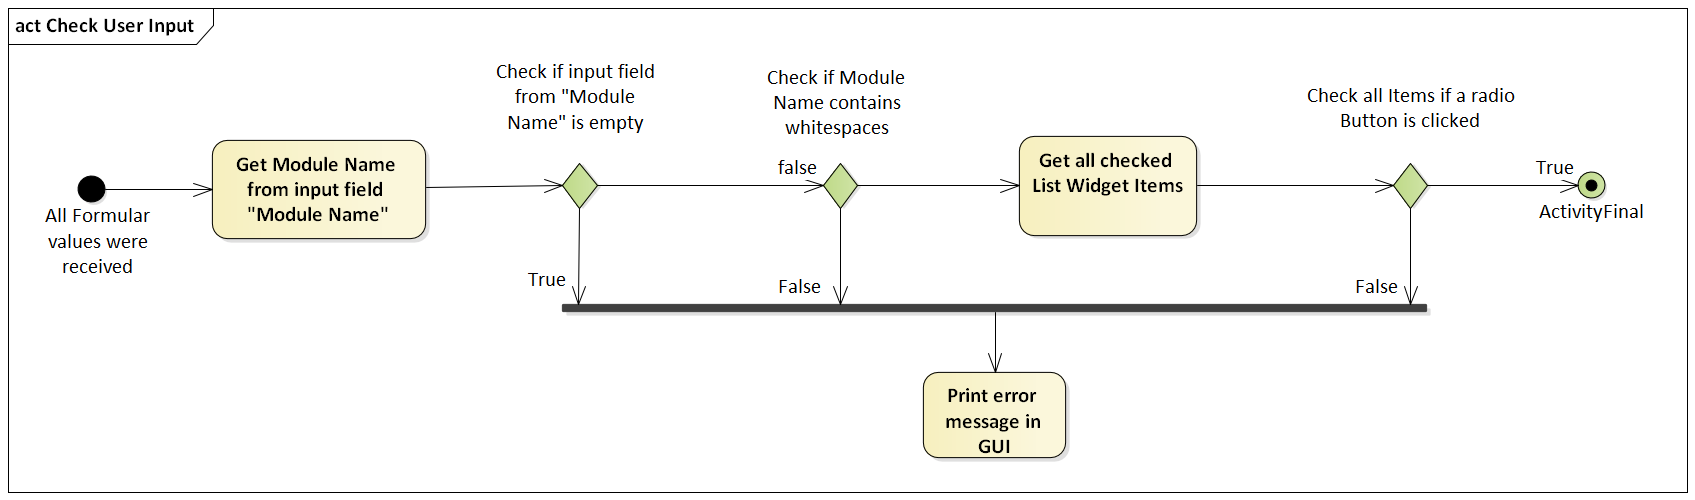 act Check User Input
All Formular
values were
received
Get Module Name
from input field
"Module Name"
Check if input field
from "Module
Name" is empty
True
false
Check if Module
Name contains
whitespaces
False
Get all checked
List Widget Items
Check all Items if a radio
Button is clicked
False
True
ActivityFinal
Print error
message in
GUI